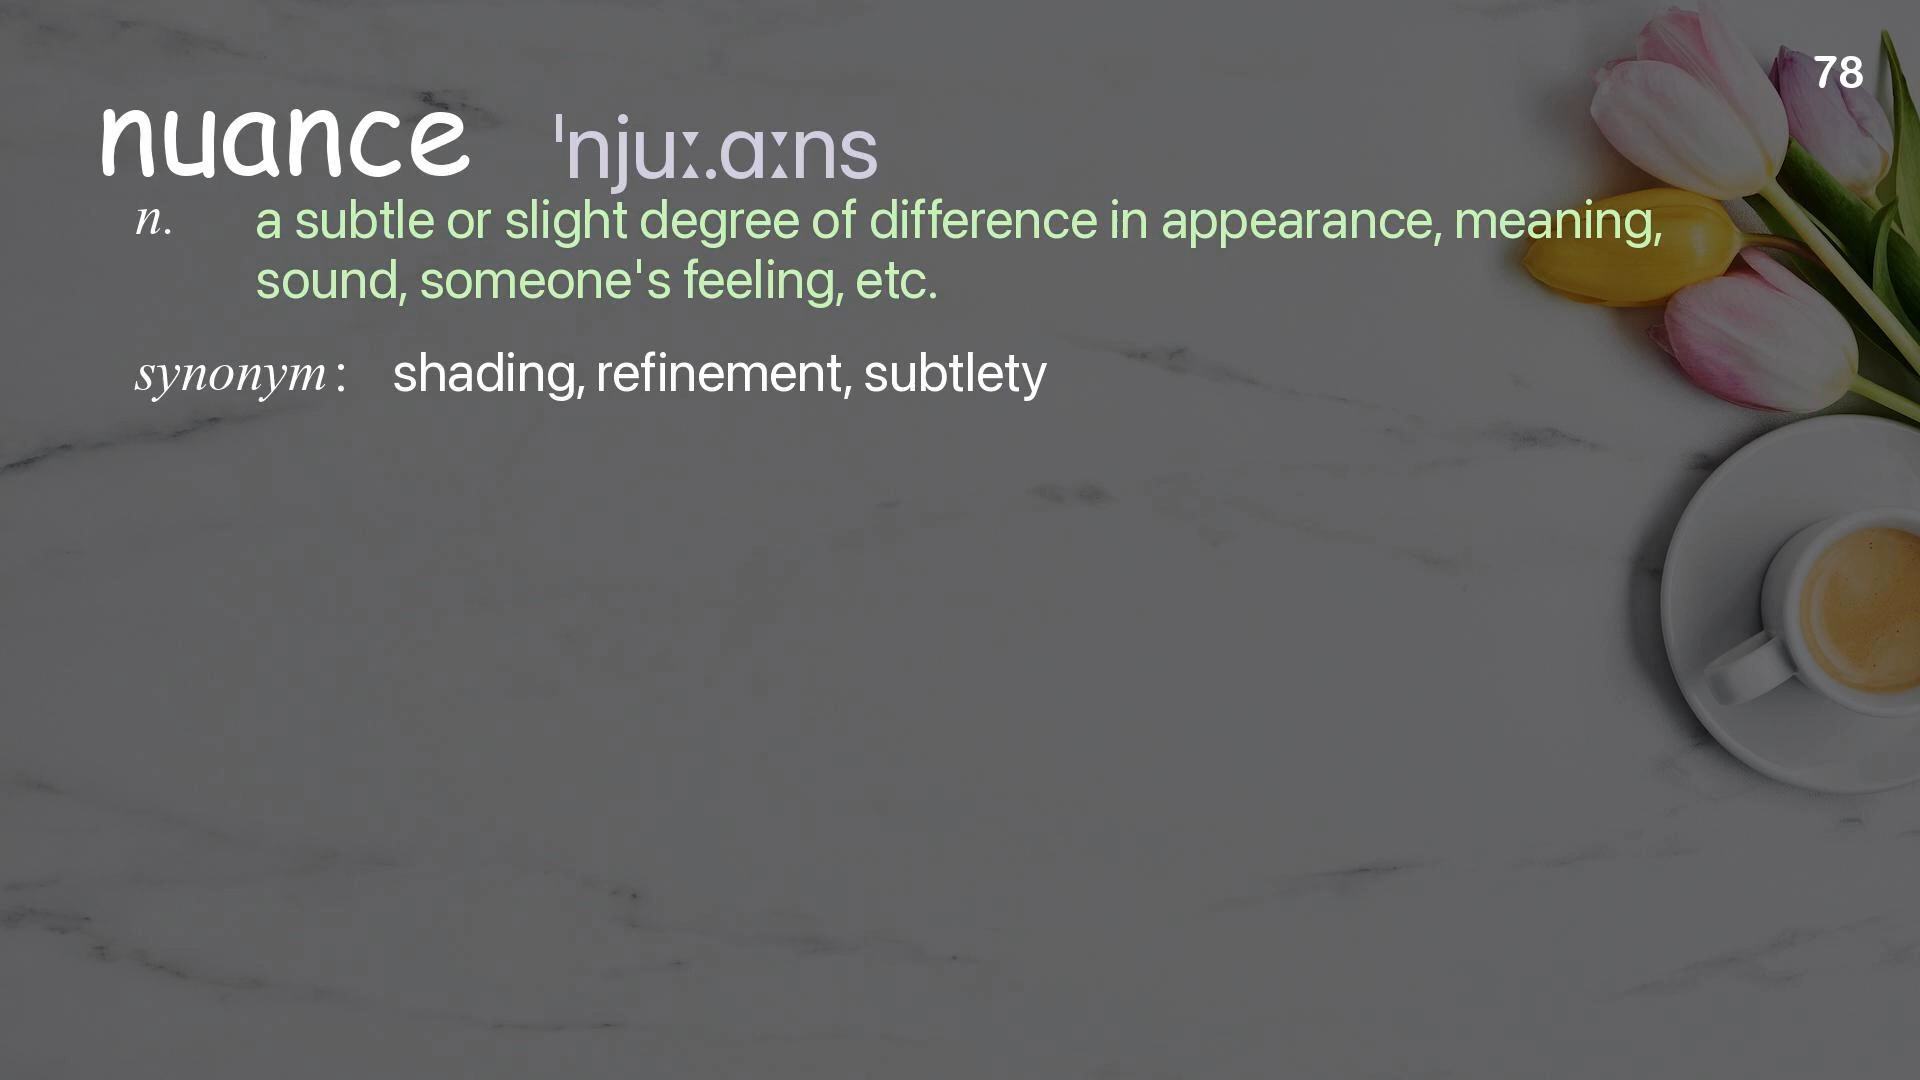 78
nuance ˈnjuː.ɑːns
n. a subtle or slight degree of difference in appearance, meaning,
sound, someone's feeling, etc.
synonym: shading, refinement, subtlety